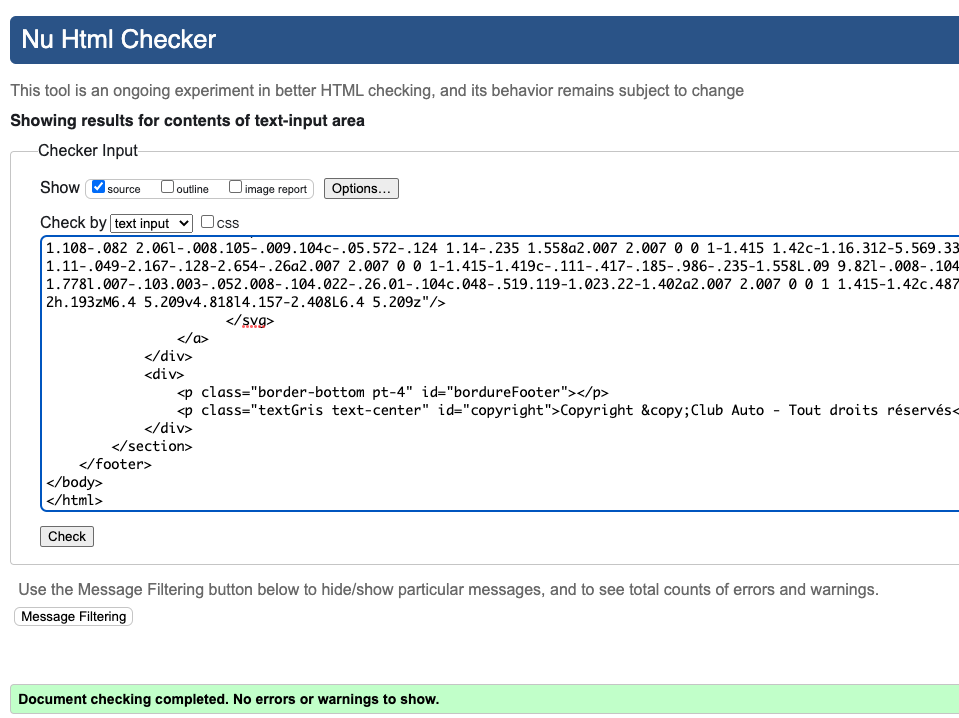 Nu Html Checker
This tool is an ongoing experiment in better HTML checking, and its behavior remains subject to change
Showing results for contents of text-input area
Checker Input
Show source outline image report Options…
Check by text input CSS
1.108-.082 2.06l-.008.105-.009.104c-.05.572-.124 1.14-.235 1.558a2.007 2.007 0 0 1-1.415 1.42c-1.16.312-5.569.33
1.11-.049-2.167-.128-2.654-.26a2.007 2.007 0 0 1-1.415-1.419c-.111-.417-.185-.986-.235-1.558L.09 9.82l-.008-.104
1.778l.007-.103.003-.052.008-.104.022-.26.01-.104c.048-.519.119-1.023.22-1.402a2.007 2.007 0 0 1 1.415-1.42c.487
2h.193zM6.4 5.209v4.818l4.157-2.408L6.4 5.209z"/>
</svg>
</a>
</div>
<div>
<p class="border-bottom pt-4" id="bordureFooter"></p>
<p class="textGris text-center" id="copyright">Copyright &copy;Club Auto - Tout droits réservés<
</div>
</section>
</footer>
</body>
</html>
Check
Use the Message Filtering button below to hide/show particular messages, and to see total counts of errors and warnings.
Message Filtering
Document checking completed. No errors or warnings to show.